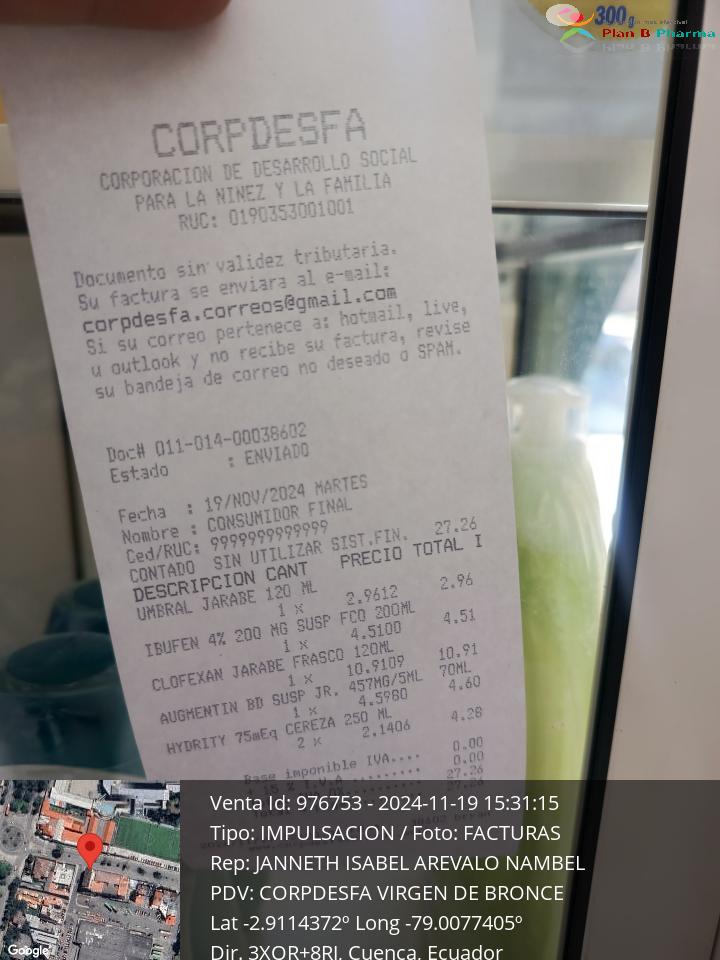 300g
Plan B Pharma
CORPDESFA
CORPORACION DE DESARROLLO SOCIAL
PARA LA NINEZ Y LA FAMILIA
RUC: 0190353001001
Documento sin validez tributaria.
Su factura se enviara al e-mail:
corpdesfa.correos@gmail.com
Si su correo pertenece a: hotmail, live,
u outlook y no recibe su factura, revise
su bandeja de correo no deseado o SPAM.
Doc# 011-014-00038602
Estado : ENVIADO
Fecha : 19/NOV/2024 MARTES
Nombre : CONSUMIDOR FINAL
Ced/RUC: 9999999999999
CONTADO SIN UTILIZAR SIST.FIN. 27.26
DESCRIPCION CANT PRECIO TOTAL I
UMBRAL JARABE 120 ML
1 x 2.9612 2.96
IBUFEN 4% 200 MG SUSP FCO 200ML
1 x 4.5100 4.51
CLOFEXAN JARABE FRASCO 120ML
1 x 10.9109 10.91
AUGMENTIN BD SUSP JR. 457MG/5ML 70ML
1 x 4.5980 4.60
HYDRITY 75mEq CEREZA 250 ML
2 x 2.1406 4.28
Base imponible IVA.... 0.00
+ 15 % I.V.A ......... 0.00
27.26
27.26
Google
Venta Id: 976753 - 2024-11-19 15:31:15
Tipo: IMPULSACION / Foto: FACTURAS
Rep: JANNETH ISABEL AREVALO NAMBEL
PDV: CORPDESFA VIRGEN DE BRONCE
Lat -2.9114372º Long -79.0077405º
Dir. 3XQR+8RJ, Cuenca, Ecuador